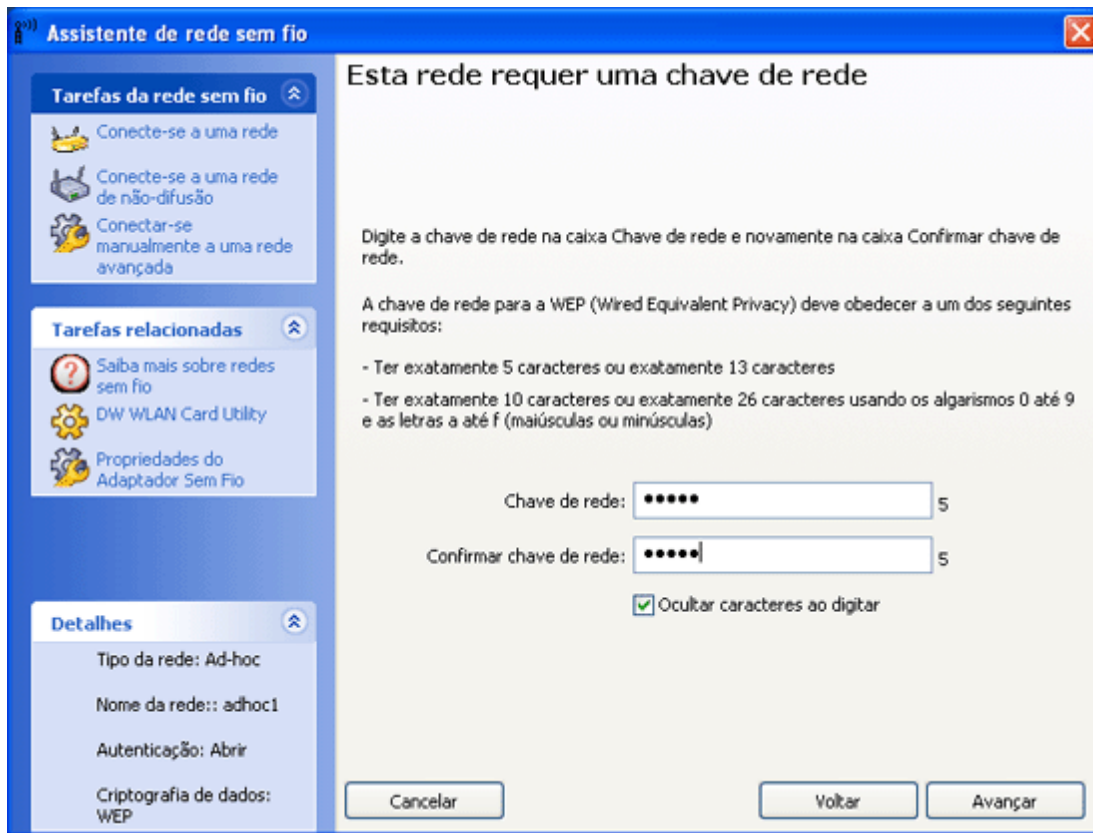 Assistente de rede sem fio
Tarefas da rede sem fio
Conecte-se a uma rede
Conecte-se a uma rede
de não-difusão
Conectar-se
manualmente a uma rede
avançada
Tarefas relacionadas
Saiba mais sobre redes
sem fio
DW WLAN Card Utility
Propriedades do
Adaptador Sem Fio
Detalhes
Tipo da rede: Ad-hoc
Nome da rede:: adhoc1
Autenticação: Abrir
Criptografia de dados:
WEP
Esta rede requer uma chave de rede
Digite a chave de rede na caixa Chave de rede e novamente na caixa Confirmar chave de
rede.
A chave de rede para a WEP (Wired Equivalent Privacy) deve obedecer a um dos seguintes
requisitos:
- Ter exatamente 5 caracteres ou exatamente 13 caracteres
- Ter exatamente 10 caracteres ou exatamente 26 caracteres usando os algarismos 0 até 9
e as letras a até f (maiúsculas ou minúsculas)
Chave de rede: ••••• 5
Confirmar chave de rede: ••••• 5
Ocultar caracteres ao digitar
Cancelar Voltar Avançar